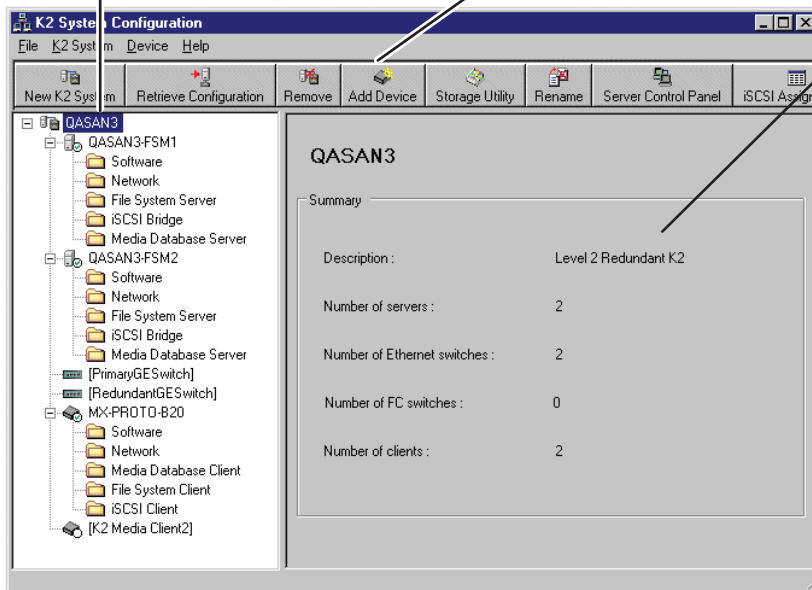 K2 System Configuration
File K2 System Device Help
New K2 System Retrieve Configuration Remove Add Device Storage Utility Rename Server Control Panel iSCSI
QASAN3
QASAN3-FSM1
Software
Network
File System Server
iSCSI Bridge
Media Database Server
QASAN3-FSM2
Software
Network
File System Server
iSCSI Bridge
Media Database Server
[PrimaryGESwitch]
[RedundantGESwitch]
MX-PROTO-B20
Software
Network
Media Database Client
File System Client
iSCSI Client
[K2 Media Client2]
QASAN3
Summary
Description : Level 2 Redundant K2
Number of servers : 2
Number of Ethernet switches : 2
Number of FC switches : 0
Number of clients : 2